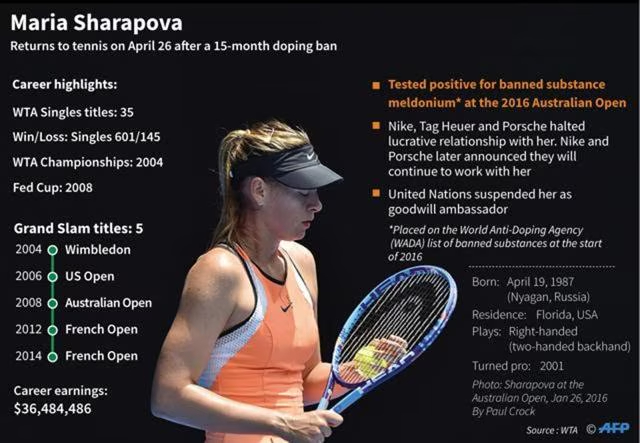 Maria Sharapova
Returns to tennis on April 26 after a 15-month doping ban
Career highlights:
WTA Singles titles: 35
Win/Loss: Singles 601/145
WTA Championships: 2004
Fed Cup: 2008
Grand Slam titles: 5
2004 Wimbledon
2006 US Open
2008 Australian Open
2012 French Open
2014 French Open
Career earnings:
$36,484,486
Tested positive for banned substance
meldonium* at the 2016 Australian Open
Nike, Tag Heuer and Porsche halted
lucrative relationship with her. Nike and
Porsche later announced they will
continue to work with her
United Nations suspended her as
goodwill ambassador
*Placed on the World Anti-Doping Agency
(WADA) list of banned substances at the start
of 2016
Born: April 19, 1987
(Nyagan, Russia)
Residence: Florida, USA
Plays: Right-handed
(two-handed backhand)
Turned pro: 2001
Photo: Sharapova at the
Australian Open, Jan 26, 2016
By Paul Crock
Source: WTA © AFP